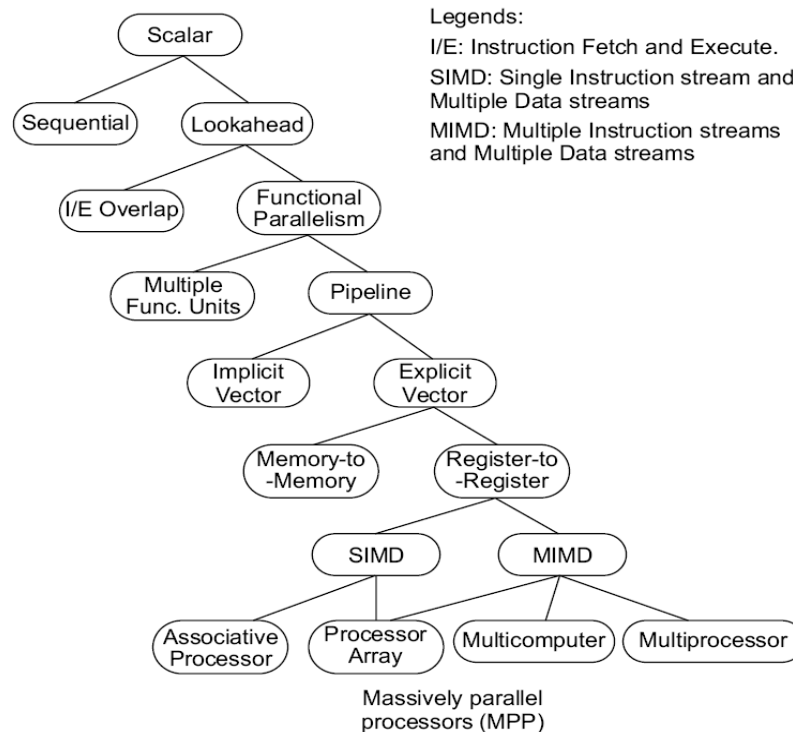 Legends:
I/E: Instruction Fetch and Execute.
SIMD: Single Instruction stream and
Multiple Data streams
MIMD: Multiple Instruction streams
and Multiple Data streams
Scalar
Sequential
Lookahead
I/E Overlap
Functional
Parallelism
Multiple
Func. Units
Pipeline
Implicit
Vector
Explicit
Vector
Memory-to
-Memory
Register-to
-Register
SIMD
MIMD
Associative
Processor
Processor
Array
Multicomputer
Multiprocessor
Massively parallel
processors (MPP)